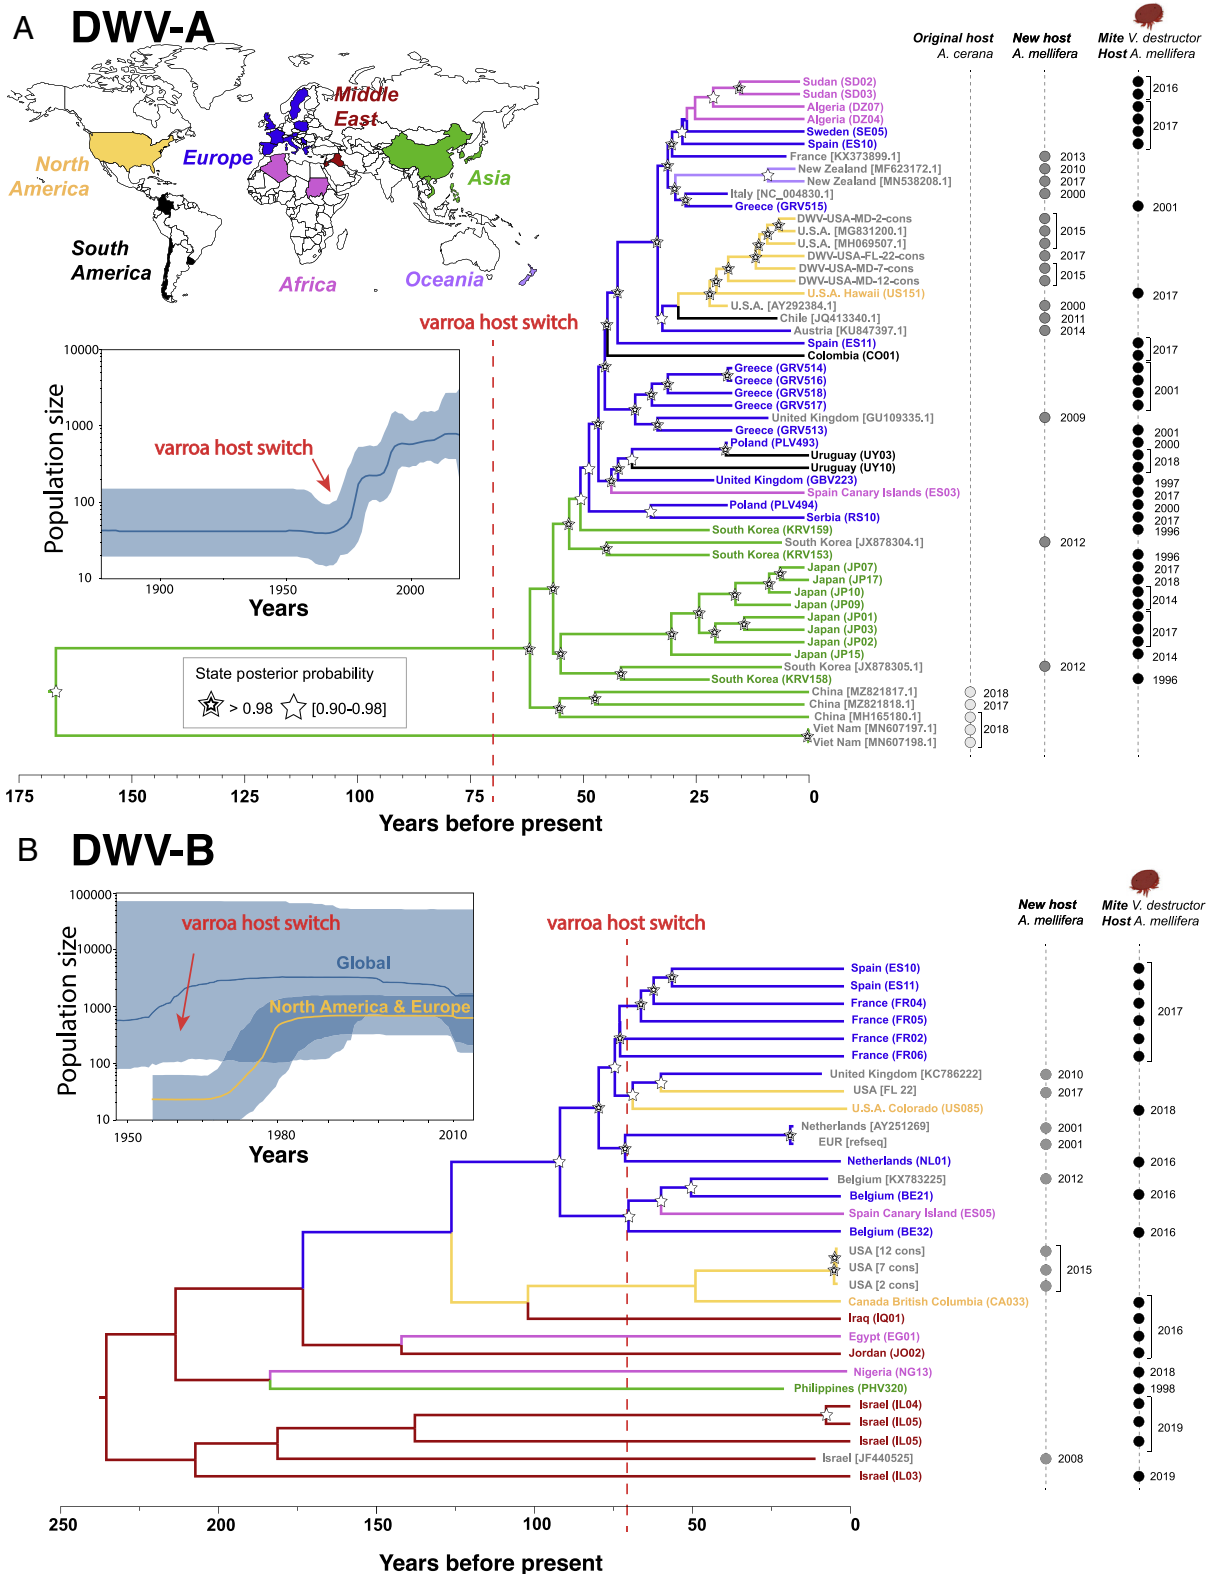 A DWV-A
Original host
A. cerana
New host
A. mellifera
Mite V. destructor
Host A. mellifera
Middle
East
Europe
North
America
Asia
South
America
Africa
Oceania
varroa host switch
Sudan (SD02)
Sudan (SD03)
2016
Algeria (DZ07)
Algeria (DZ04)
Sweden (SE05)
2017
Spain (ES10)
France [KX373899.1]
2013
New Zealand [MF623172.1]
2010
New Zealand [MN538208.1]
2017
Italy [NC_004830.1]
2000
Greece (GRV515)
2001
DWV-USA-MD-2-cons
U.S.A. [MG831200.1]
2015
U.S.A. [MH069507.1]
DWV-USA-FL-22-cons
2017
DWV-USA-MD-7-cons
2015
DWV-USA-MD-12-cons
U.S.A. Hawaii (US151)
2017
U.S.A. [AY292384.1]
2000
Chile [JQ413340.1]
2011
Austria [KU847397.1]
2014
Spain (ES11)
2017
Colombia (CO01)
Greece (GRV514)
Greece (GRV516)
Greece (GRV518)
2001
Greece (GRV517)
United Kingdom [GU109335.1]
2009
Greece (GRV513)
2001
Poland (PLV493)
2000
Uruguay (UY03)
2018
Uruguay (UY10)
United Kingdom (GBV223)
1997
Spain Canary Islands (ES03)
2017
Poland (PLV494)
2000
Serbia (RS10)
2017
South Korea (KRV159)
1996
South Korea [JX878304.1]
2012
South Korea (KRV153)
1996
Japan (JP07)
2017
Japan (JP17)
2018
Japan (JP10)
2014
Japan (JP09)
Japan (JP01)
Japan (JP03)
2017
Japan (JP02)
Japan (JP15)
2014
South Korea [JX878305.1]
2012
South Korea (KRV158)
1996
China [MZ821817.1]
2018
China [MZ821818.1]
2017
China [MH165180.1]
Viet Nam [MN607197.1]
2018
Viet Nam [MN607198.1]
Population size
10000
1000
100
10
varroa host switch
1900 1950 2000
Years
State posterior probability
> 0.98 [0.90-0.98]
175 150 125 100 75 50 25 0
Years before present
B DWV-B
New host
A. mellifera
Mite V. destructor
Host A. mellifera
Population size
100000
10000
1000
100
10
varroa host switch
Global
North America & Europe
1950 1980 2010
Years
varroa host switch
Spain (ES10)
Spain (ES11)
France (FR04)
2017
France (FR05)
France (FR02)
France (FR06)
United Kingdom [KC786222]
2010
USA [FL 22]
2017
U.S.A. Colorado (US085)
2018
Netherlands [AY251269]
2001
EUR [refseq]
2001
Netherlands (NL01)
2016
Belgium [KX783225]
2012
Belgium (BE21)
2016
Spain Canary Island (ES05)
Belgium (BE32)
2016
USA [12 cons]
USA [7 cons]
2015
USA [2 cons]
Canada British Columbia (CA033)
Iraq (IQ01)
2016
Egypt (EG01)
Jordan (JO02)
Nigeria (NG13)
2018
Philippines (PHV320)
1998
Israel (IL04)
Israel (IL05)
2019
Israel (IL05)
Israel [JF440525]
2008
Israel (IL03)
2019
250 200 150 100 50 0
Years before present